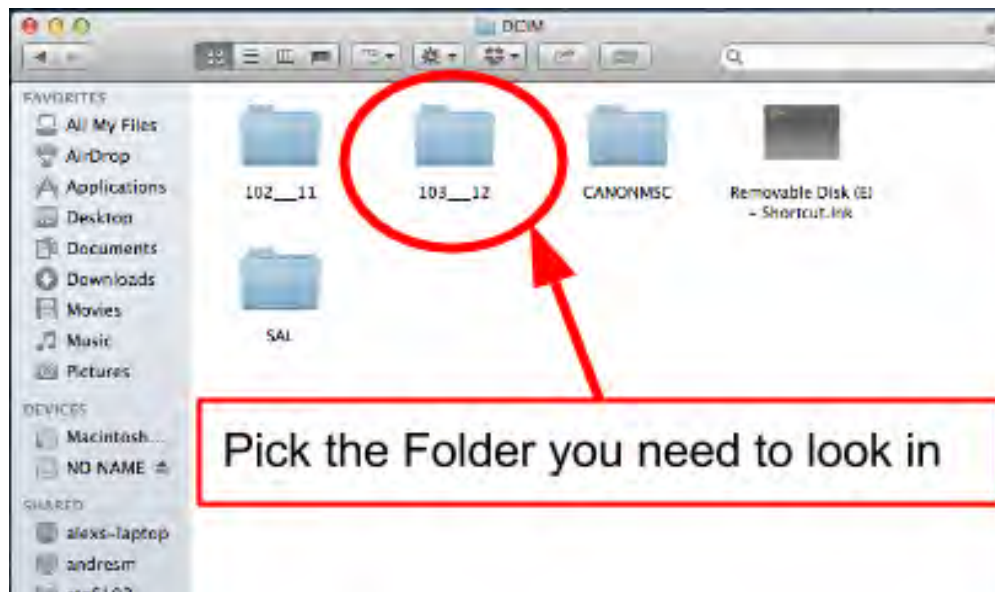 DCIM
FAVORITES
All My Files
AirDrop
Applications
Desktop
Documents
Downloads
Movies
Music
Pictures
DEVICES
Macintosh...
NO NAME
SHARED
alexs-laptop
andresm
102__11
103__12
CANONMSC
Removable Disk (E)
- Shortcut.lnk
SAL
Pick the Folder you need to look in